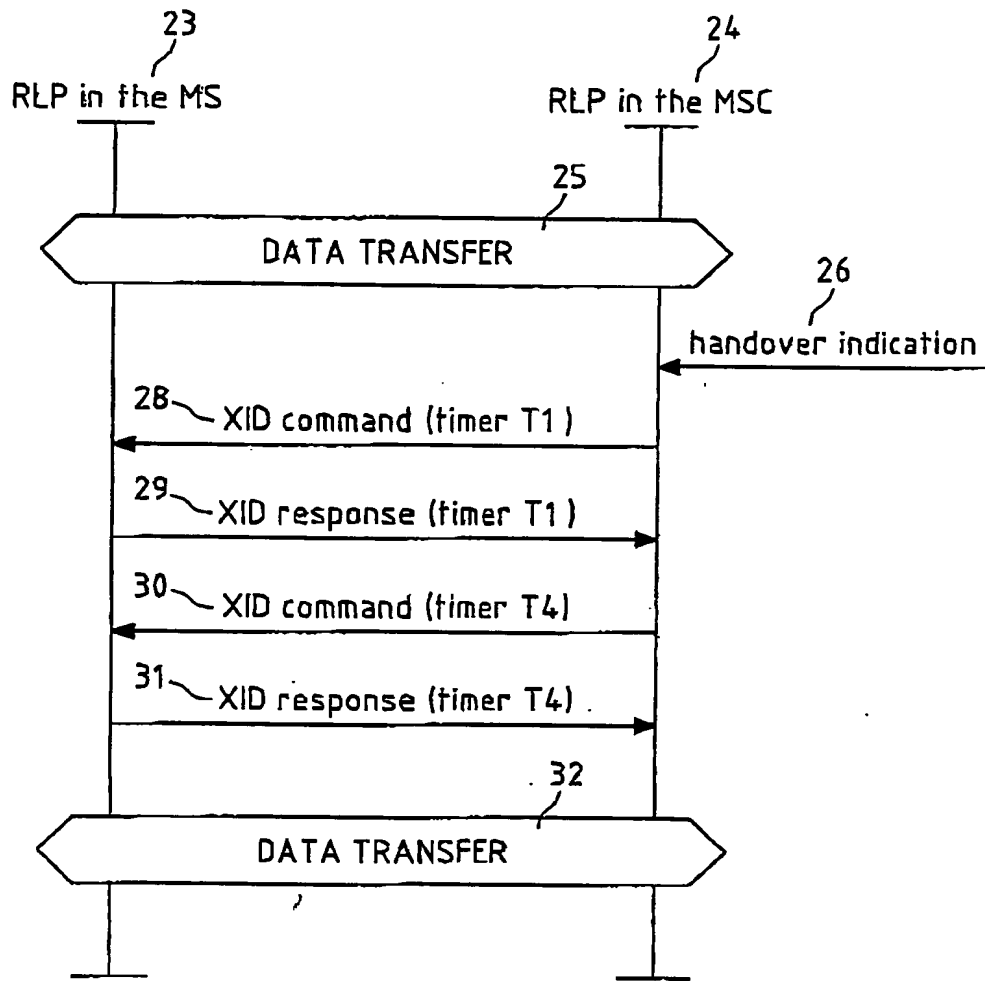 23
24
RLP in the MS
RLP in the MSC
25
DATA TRANSFER
26
handover indication
28
XID command (timer T1)
29
XID response (timer T1)
30
XID command (timer T4)
31
XID response (timer T4)
32
DATA TRANSFER